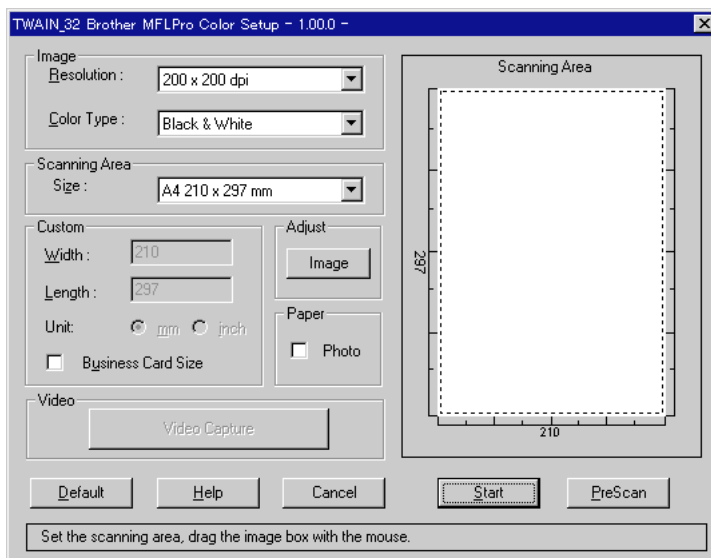 TWAIN_32 Brother MFLPro Color Setup - 1.00.0 -
Image
Resolution : 200 x 200 dpi
Color Type : Black & White
Scanning Area
Size : A4 210 x 297 mm
Custom
Width : 210
Length : 297
Unit: mm inch
Business Card Size
Adjust
Image
Paper
Photo
Video
Video Capture
Scanning Area
297
210
Default Help Cancel Start PreScan
Set the scanning area, drag the image box with the mouse.